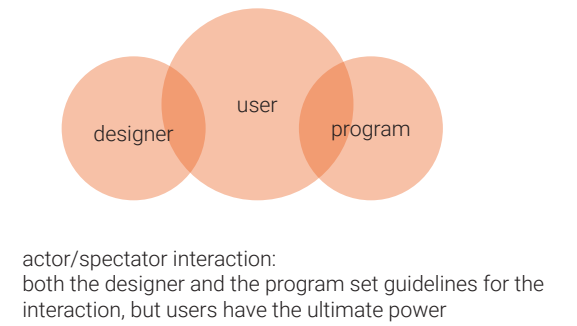 user
designer
program
actor/spectator interaction:
both the designer and the program set guidelines for the
interaction, but users have the ultimate power